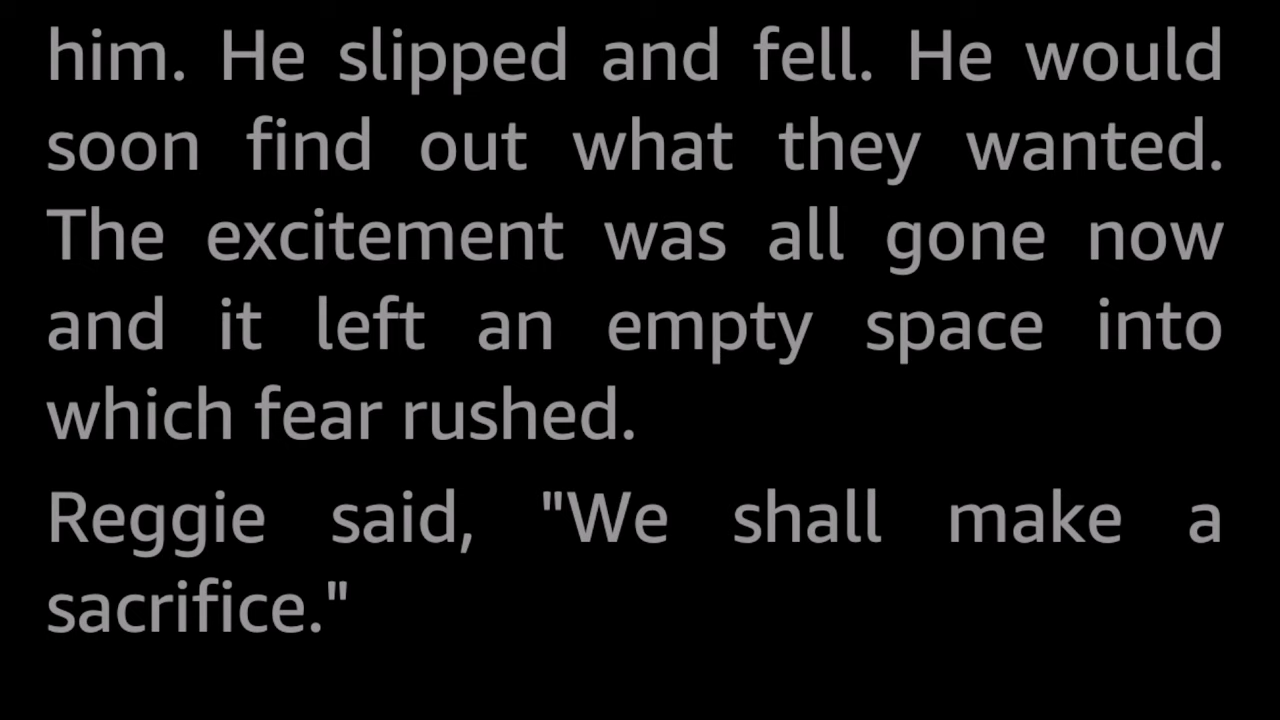 him. He slipped and fell. He would
soon find out what they wanted.
The excitement was all gone now
and it left an empty space into
which fear rushed.
Reggie said, "We shall make a
sacrifice."